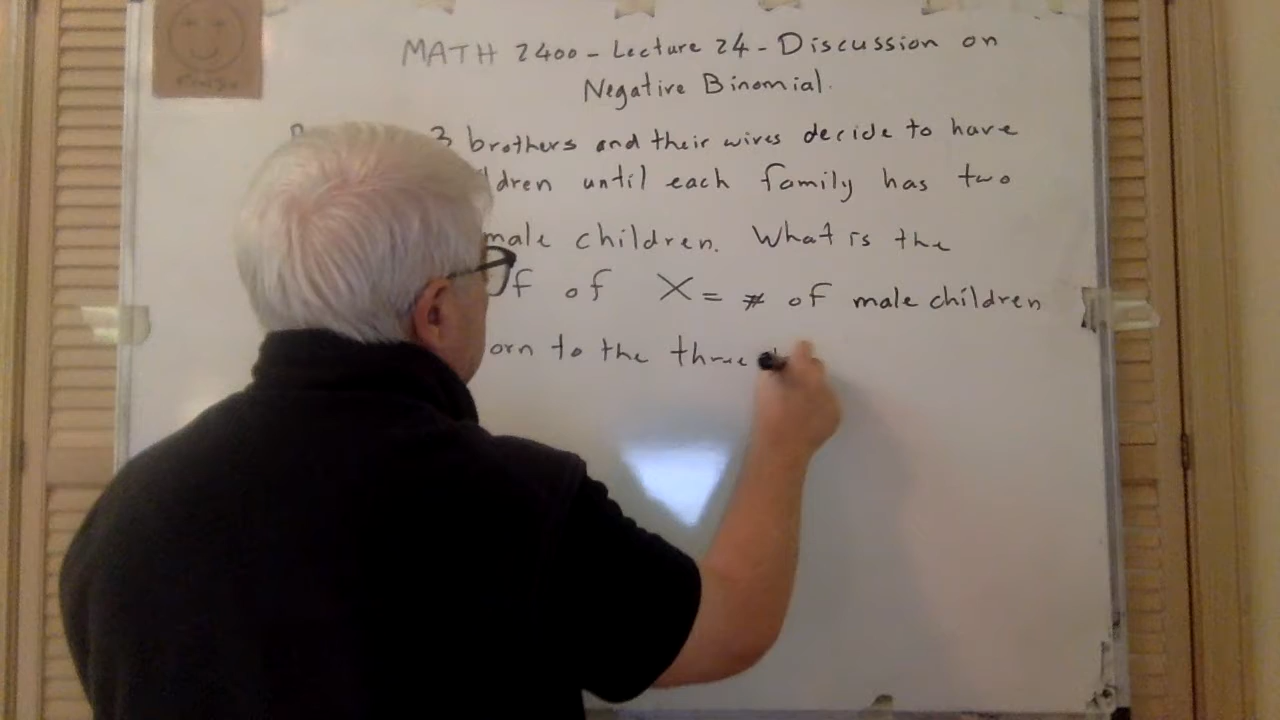 MATH 2400 - Lecture 24 - Discussion on
Negative Binomial.
3 brothers and their wives decide to have
ldren until each family has two
male children. What is the
f of X = # of male children
orn to the three